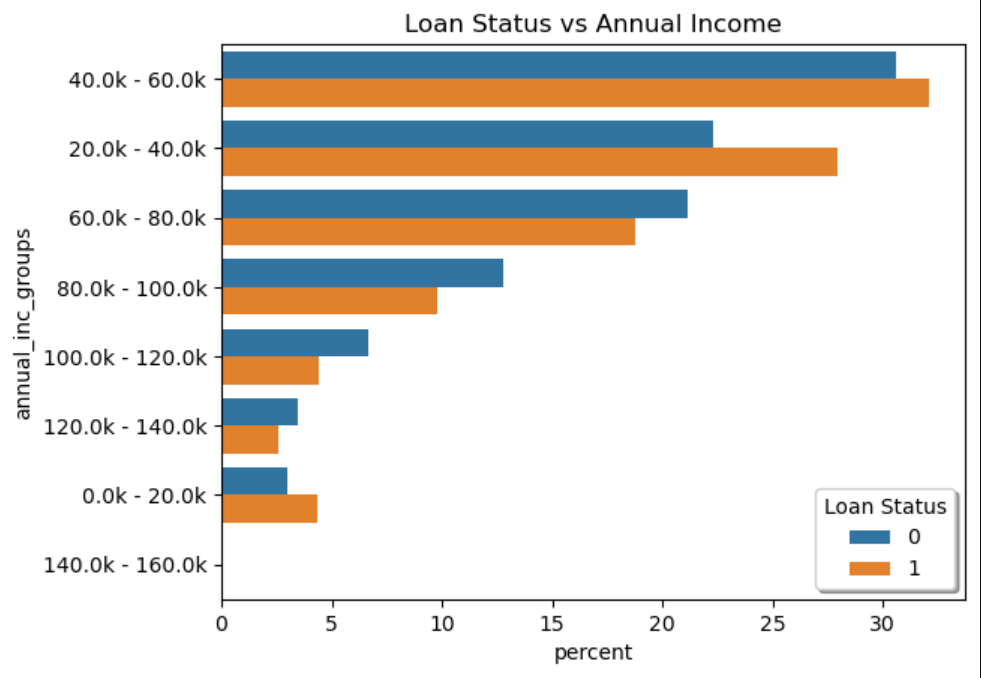 Loan Status vs Annual Income
annual_inc_groups
40.0k - 60.0k
20.0k - 40.0k
60.0k - 80.0k
80.0k - 100.0k
100.0k - 120.0k
120.0k - 140.0k
0.0k - 20.0k
140.0k - 160.0k
Loan Status
0
1
0 5 10 15 20 25 30
percent